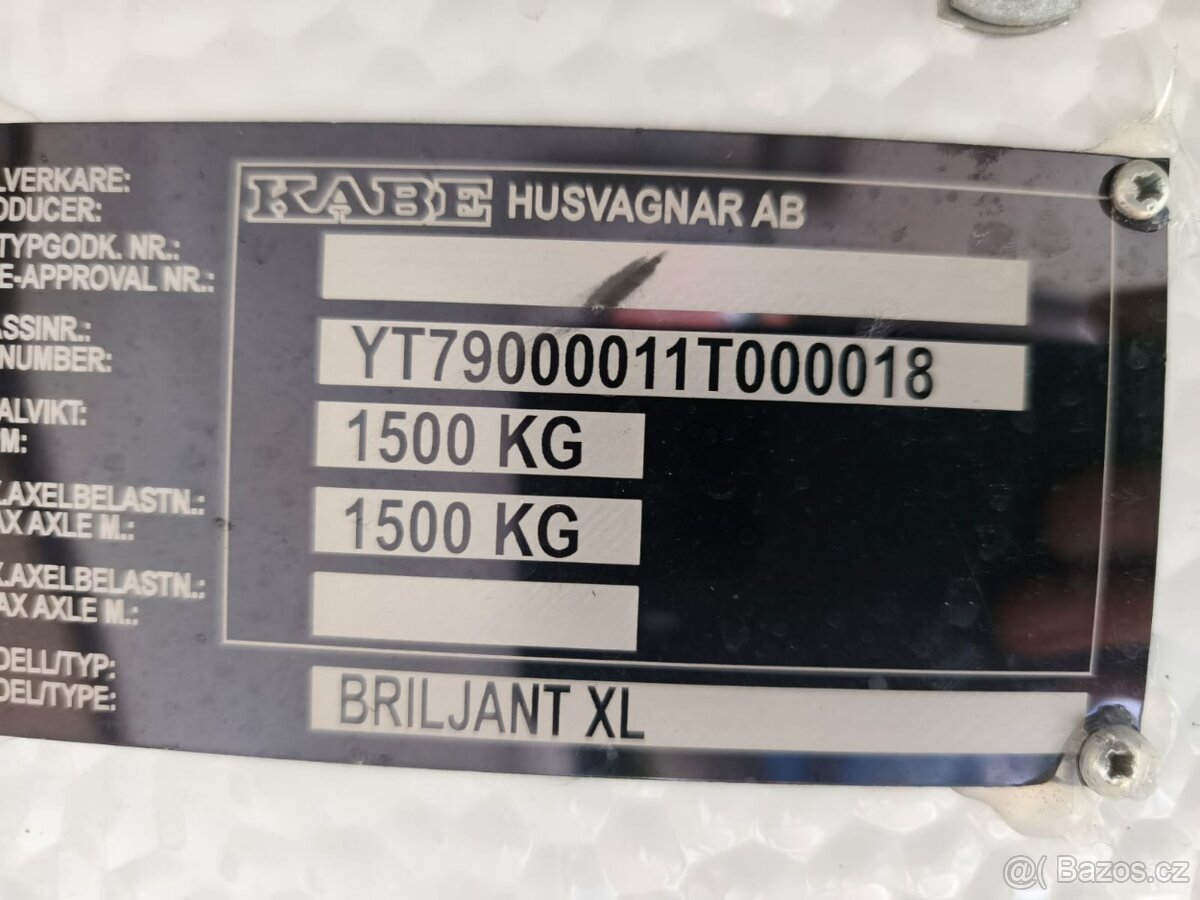 LVERKARE:
ODUCER:
KABE HUSVAGNAR AB
TYPGODK. NR.:
E-APPROVAL NR.:
ASSINR.:
NUMBER:
YT79000011T000018
ALVIKT:
M:
1500 KG
.AXELBELASTN.:
AX AXLE M.:
1500 KG
.AXELBELASTN.:
AX AXLE M.:
DELL/TYP:
DEL/TYPE:
BRILJANT XL
@( Bazos.cz